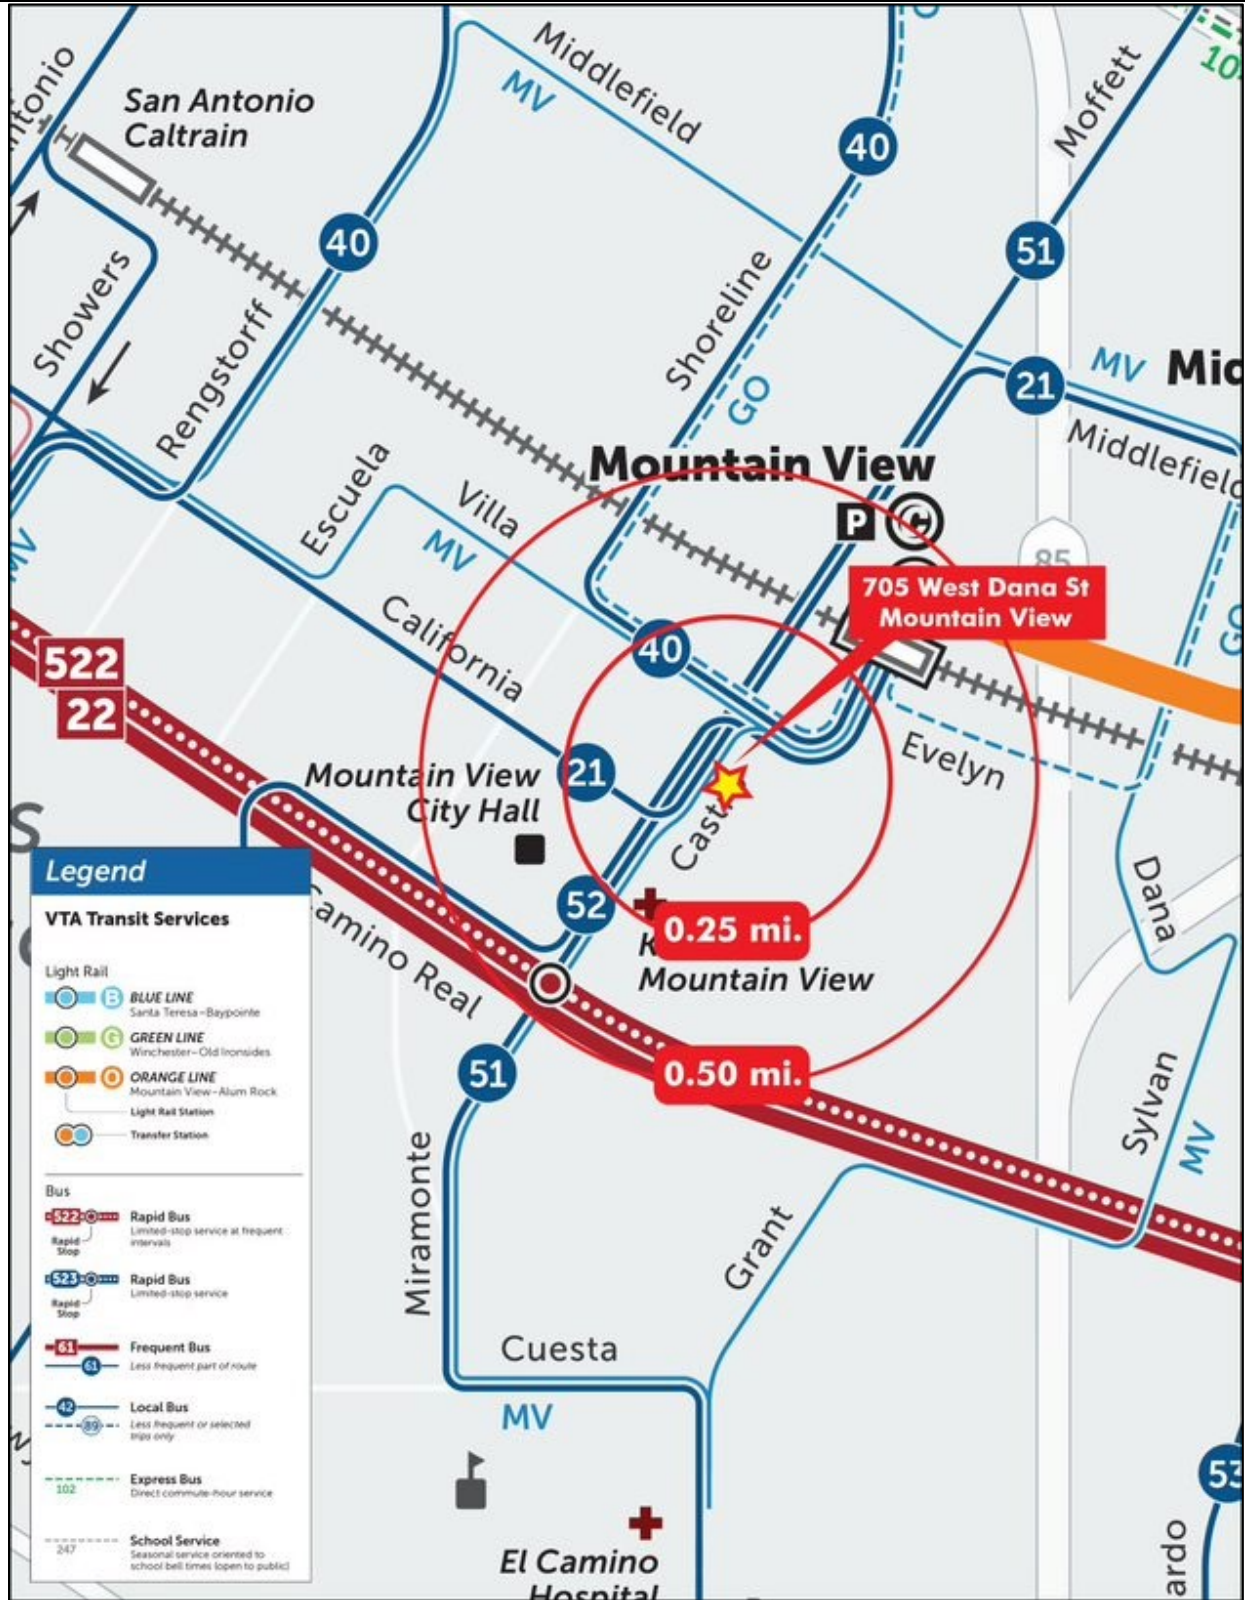 San Antonio
Caltrain
Middlefield
MV
Moffett
40
40
51
Showers
Rengstorff
Shoreline
GO
21
MV
Middlefield
Mountain View
P
©
85
Escuela
Villa
MV
California
705 West Dana St
Mountain View
40
GO
522
22
Evelyn
Mountain View
City Hall
21
Dana
52
0.25 mi.
Mountain View
Camino Real
51
0.50 mi.
Sylvan
MV
Miramonte
Grant
Cuesta
MV
53
El Camino
Hospital
MV
Legend
VTA Transit Services
Light Rail
B BLUE LINE
Santa Teresa–Baypointe
G GREEN LINE
Winchester–Old Ironsides
O ORANGE LINE
Mountain View–Alum Rock
Light Rail Station
Transfer Station
Bus
522 Rapid Bus
Limited-stop service at frequent
intervals
Rapid
Stop
523 Rapid Bus
Limited-stop service
Rapid
Stop
61 Frequent Bus
61 Less frequent part of route
42 Local Bus
89 Less frequent or selected
trips only
Express Bus
102 Direct commute-hour service
School Service
247 Seasonal service oriented to
school bell times (open to public)